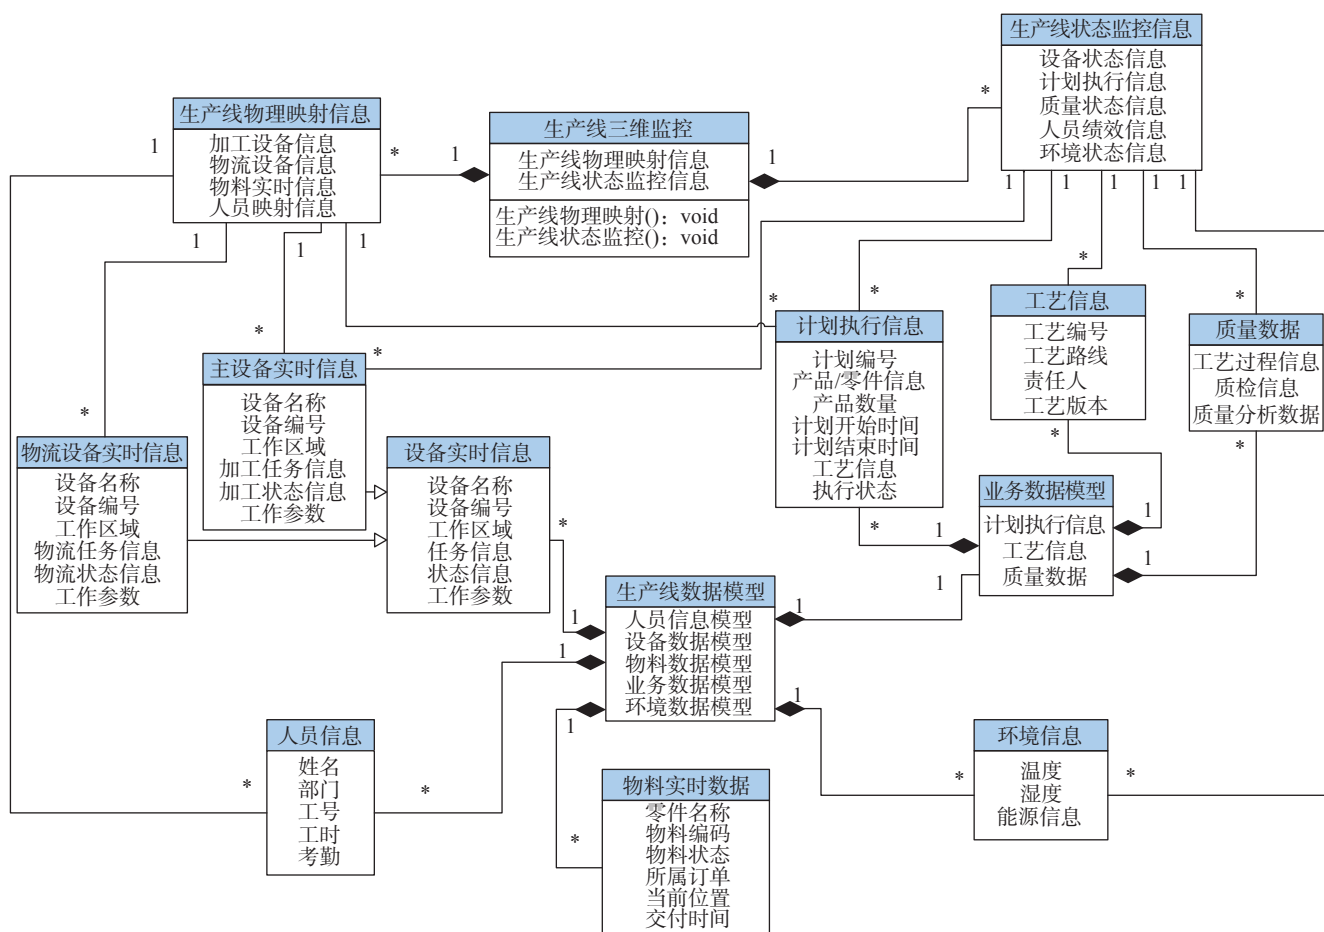 生产线状态监控信息
设备状态信息
计划执行信息
质量状态信息
人员绩效信息
环境状态信息
生产线物理映射信息
加工设备信息
物流设备信息
物料实时信息
人员映射信息
生产线三维监控
生产线物理映射信息
生产线状态监控信息
生产线物理映射()：void
生产线状态监控()：void
1
*
1
1
*
1
1
1
1
1
1
1
1
*
*
*
*
*
*
*
工艺信息
工艺编号
工艺路线
责任人
工艺版本
计划执行信息
计划编号
产品/零件信息
产品数量
计划开始时间
计划结束时间
工艺信息
执行状态
质量数据
工艺过程信息
质检信息
质量分析数据
主设备实时信息
设备名称
设备编号
工作区域
加工任务信息
加工状态信息
工作参数
物流设备实时信息
设备名称
设备编号
工作区域
物流任务信息
物流状态信息
工作参数
设备实时信息
设备名称
设备编号
工作区域
任务信息
状态信息
工作参数
*
*
*
*
1
1
1
业务数据模型
计划执行信息
工艺信息
质量数据
生产线数据模型
人员信息模型
设备数据模型
物料数据模型
业务数据模型
环境数据模型
1
1
1
1
1
1
人员信息
姓名
部门
工号
工时
考勤
*
*
物料实时数据
零件名称
物料编码
物料状态
所属订单
当前位置
交付时间
*
环境信息
温度
湿度
能源信息
*
*